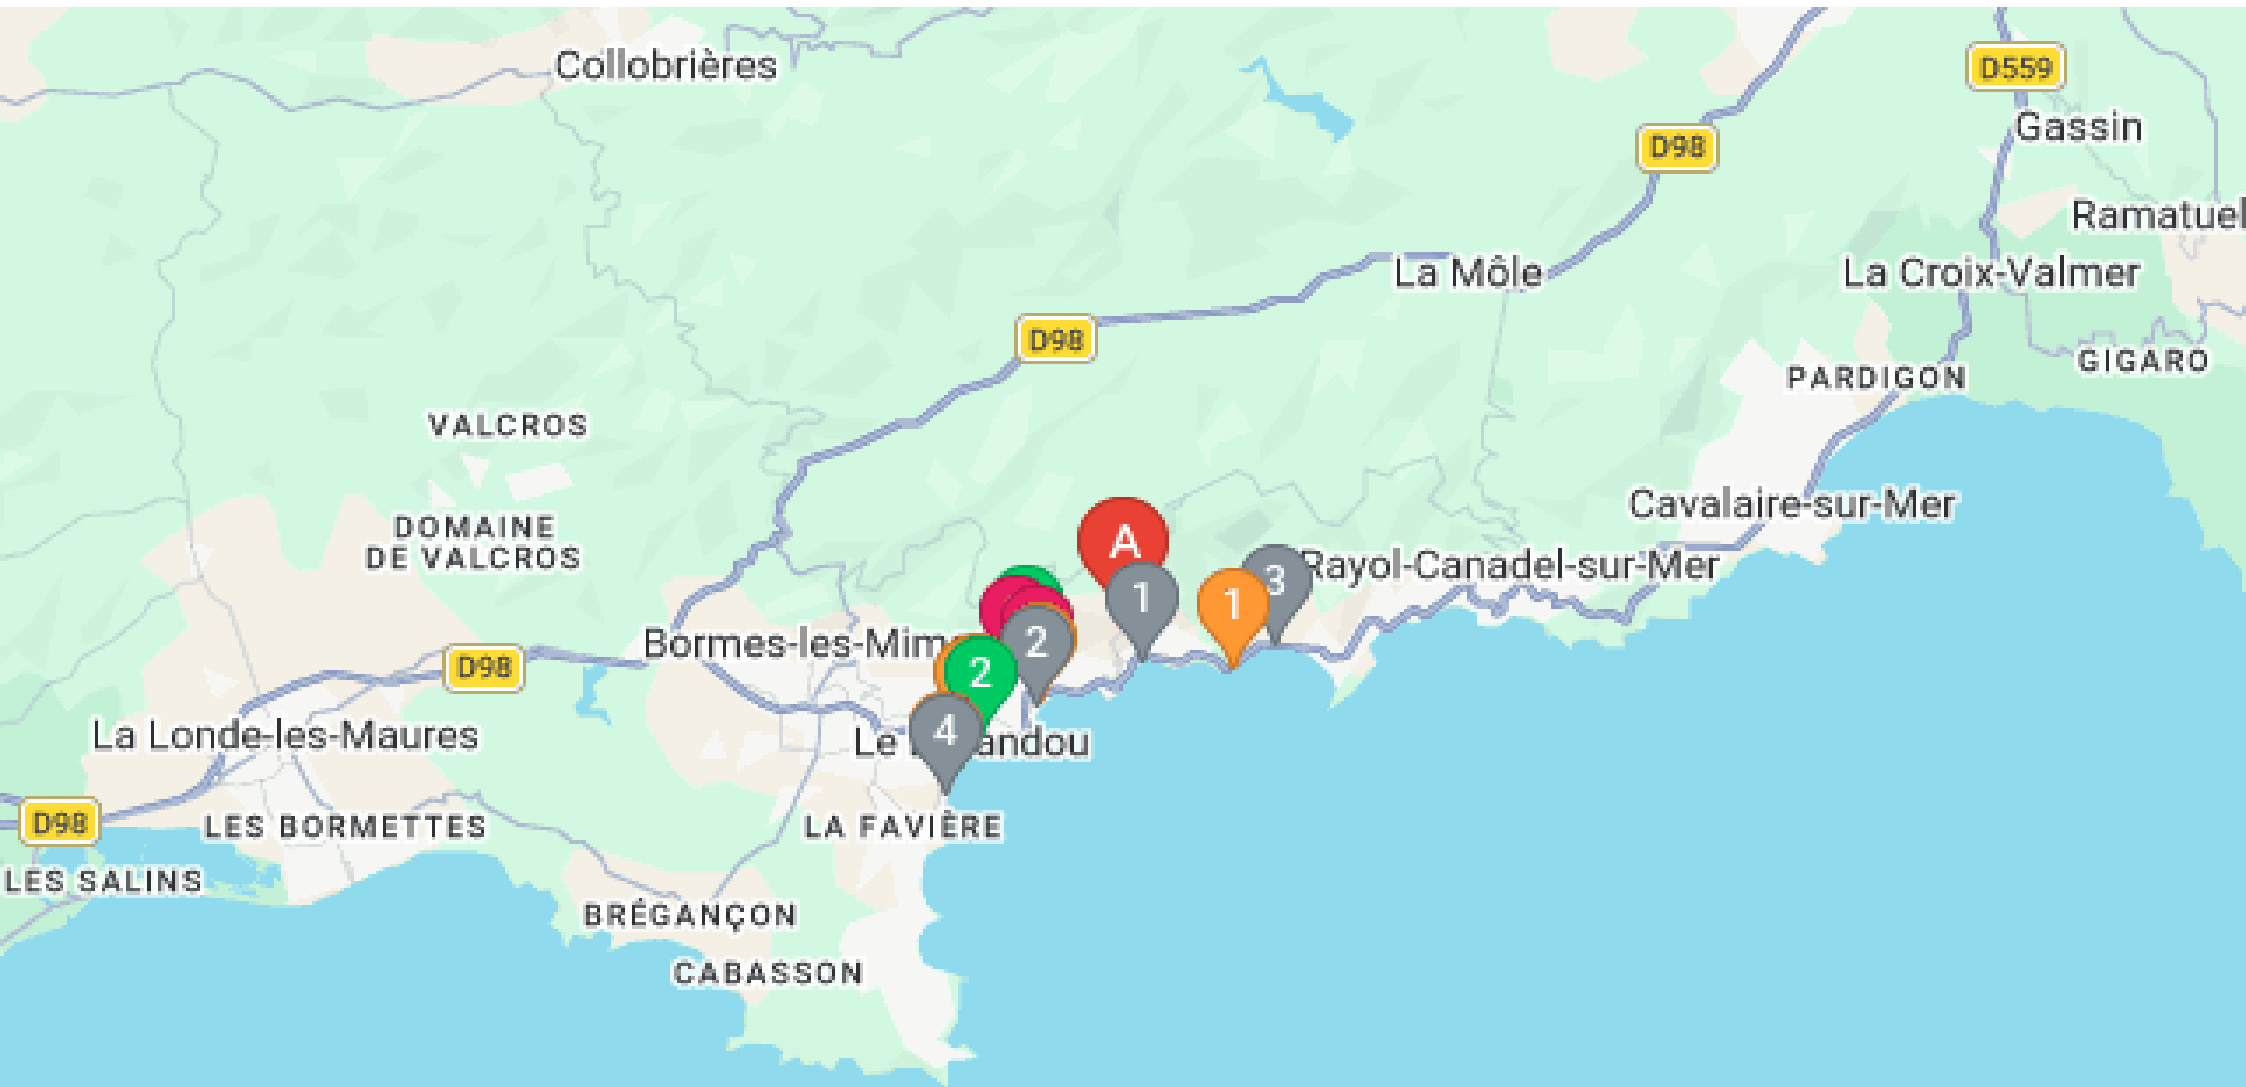 Collobrières
D559
Gassin
D98
Ramatuel
La Môle
La Croix-Valmer
D98
GIGARO
PARDIGON
VALCROS
Cavalaire-sur-Mer
DOMAINE
DE VALCROS
A
Rayol-Canadel-sur-Mer
3
1
1
Bormes-les-Mim
2
D98
2
La Londe-les-Maures
4
Le andou
D98
LES BORMETTES
LA FAVIÈRE
LES SALINS
BRÉGANÇON
CABASSON